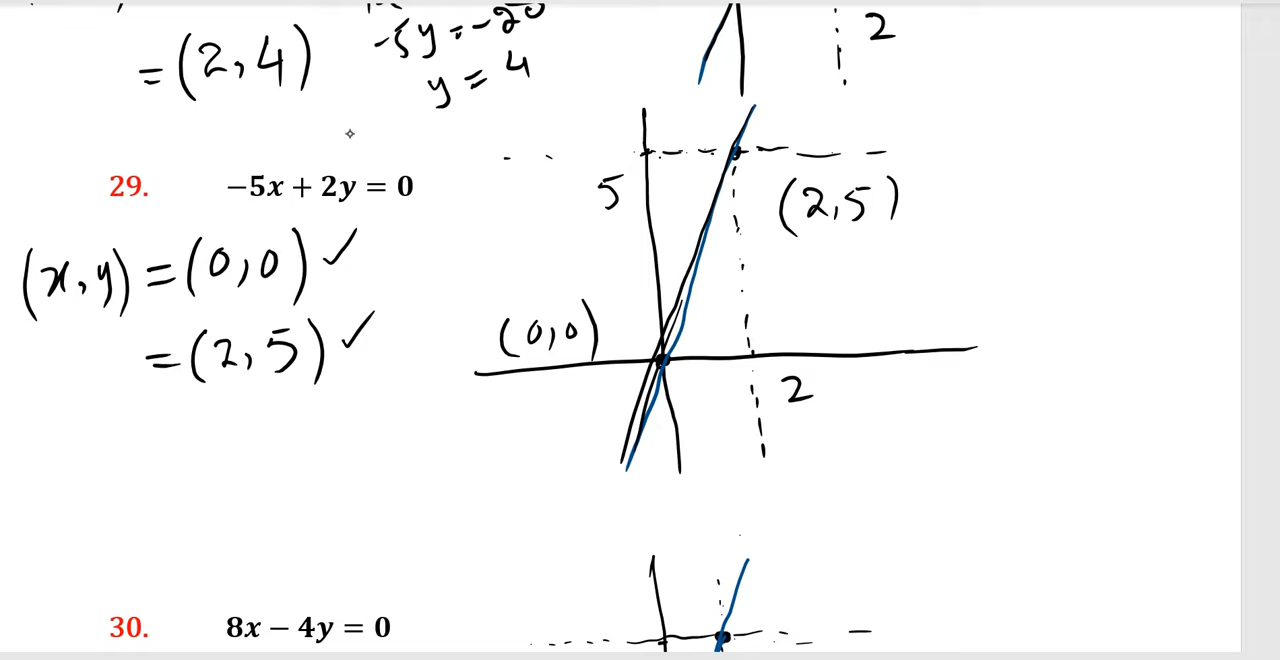 -5y = -20
= (2,4)
y = 4
2
29. −5x + 2y = 0
5
(2,5)
(x,y) = (0,0) ✓
(0,0)
= (2,5) ✓
2
30. 8x − 4y = 0